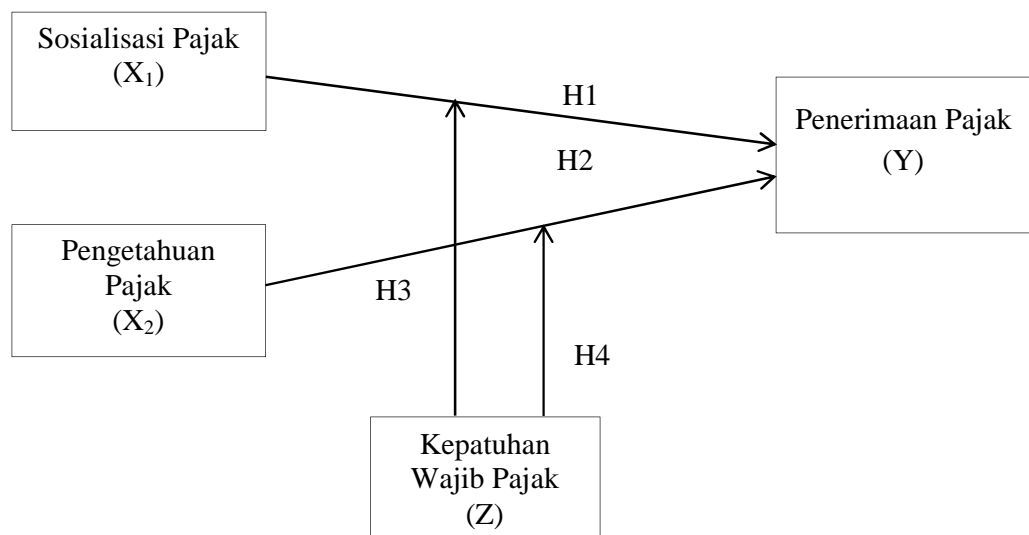 Sosialisasi Pajak
(X₁)
H1
Penerimaan Pajak
(Y)
H2
Pengetahuan
Pajak
(X₂)
H3
H4
Kepatuhan
Wajib Pajak
(Z)